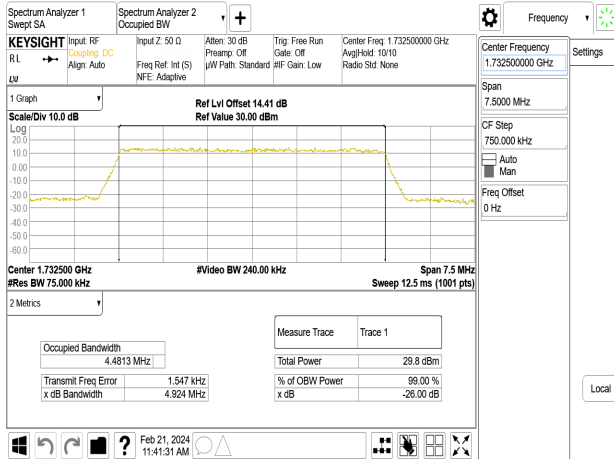 Spectrum Analyzer 1
Swept SA
Spectrum Analyzer 2
Occupied BW
+
Frequency
KEYSIGHT
Input: RF
Input Z: 50 Ω
Atten: 30 dB
Trig: Free Run
Center Freq: 1.732500000 GHz
RL
Coupling: DC
Preamp: Off
Gate: Off
Avg|Hold: 10/10
Align: Auto
Freq Ref: Int (S)
µW Path: Standard
#IF Gain: Low
Radio Std: None
NFE: Adaptive
Center Frequency
1.732500000 GHz
Settings
Span
7.5000 MHz
CF Step
750.000 kHz
Auto
Man
Freq Offset
0 Hz
Local
1 Graph
Ref Lvl Offset 14.41 dB
Scale/Div 10.0 dB
Ref Value 30.00 dBm
Log
20.0
10.0
0.00
-10.0
-20.0
-30.0
-40.0
-50.0
-60.0
Center 1.732500 GHz
#Video BW 240.00 kHz
Span 7.5 MHz
#Res BW 75.000 kHz
Sweep 12.5 ms (1001 pts)
2 Metrics
Measure Trace
Trace 1
Occupied Bandwidth
4.4813 MHz
Total Power
29.8 dBm
Transmit Freq Error
1.547 kHz
% of OBW Power
99.00 %
x dB Bandwidth
4.924 MHz
x dB
-26.00 dB
?
Feb 21, 2024
11:41:31 AM